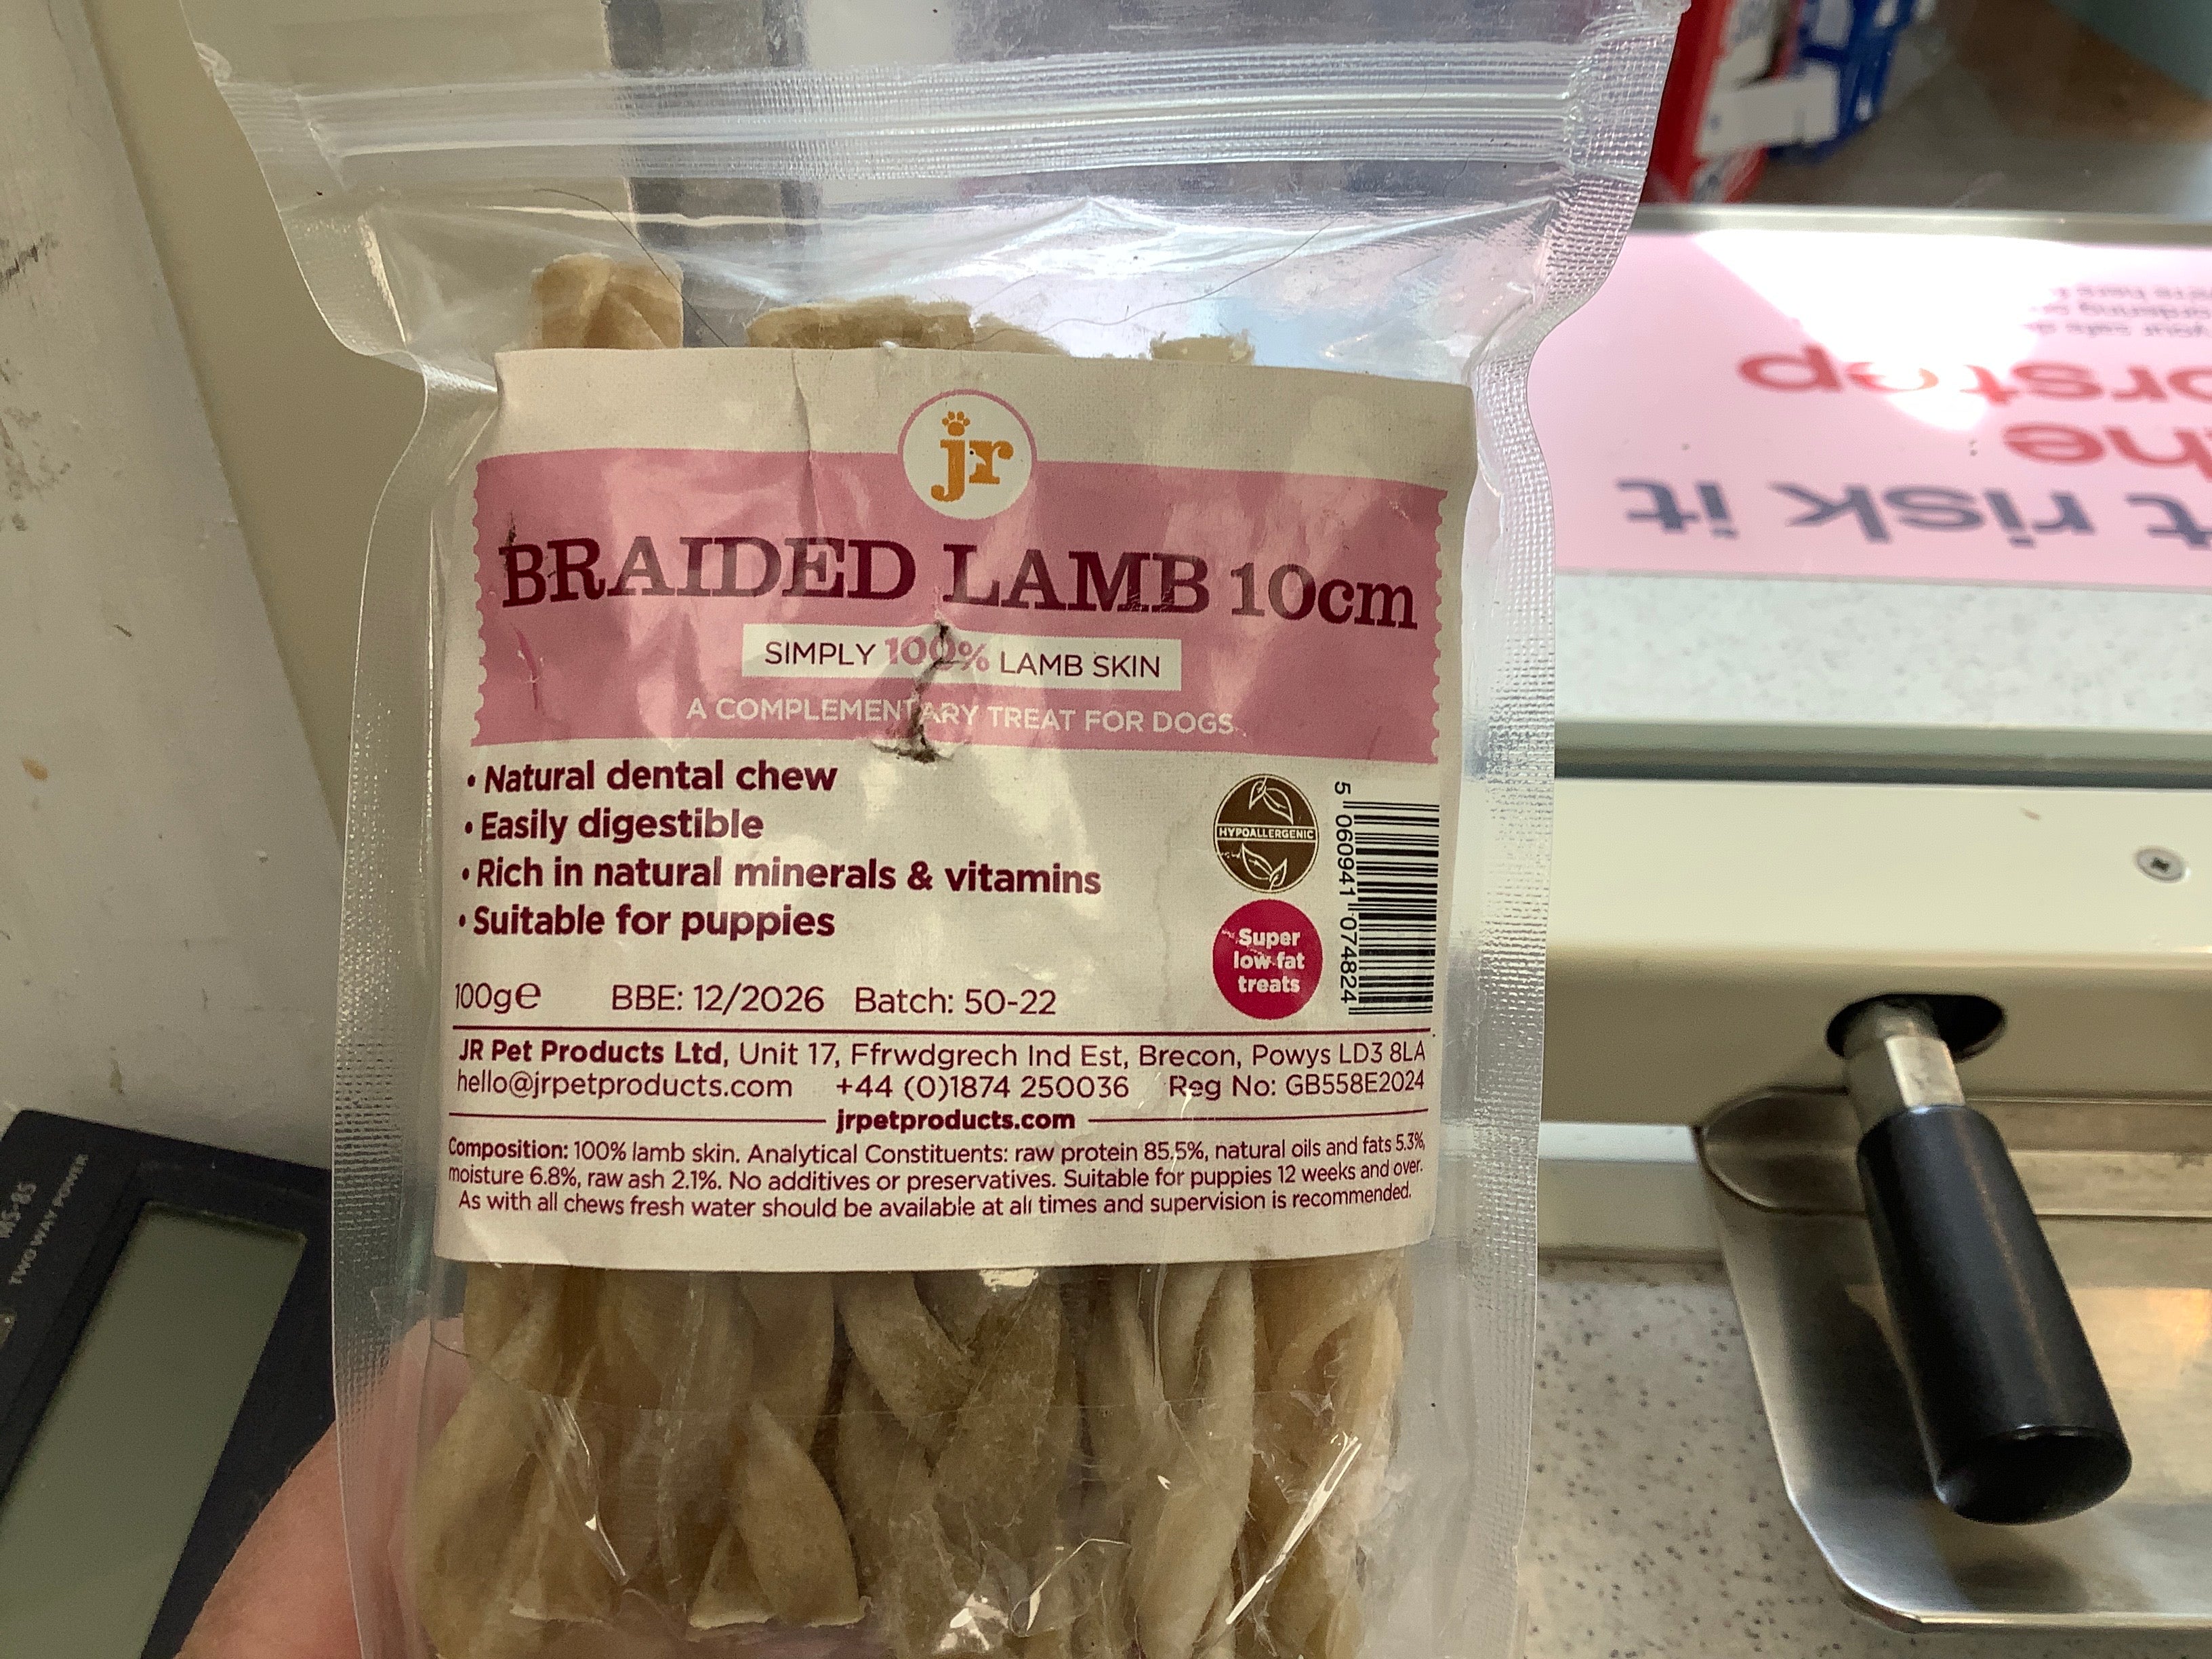 jr
BRAIDED LAMB 10cm
SIMPLY 100% LAMB SKIN
A COMPLEMENTARY TREAT FOR DOGS
• Natural dental chew
• Easily digestible
• Rich in natural minerals & vitamins
• Suitable for puppies
HYPOALLERGENIC
Super
low fat
treats
5 060941 074824
100g℮ BBE: 12/2026 Batch: 50-22
JR Pet Products Ltd, Unit 17, Ffrwdgrech Ind Est, Brecon, Powys LD3 8LA
hello@jrpetproducts.com +44 (0)1874 250036 Reg No: GB558E2024
jrpetproducts.com
Composition: 100% lamb skin. Analytical Constituents: raw protein 85.5%, natural oils and fats 5.3%,
moisture 6.8%, raw ash 2.1%. No additives or preservatives. Suitable for puppies 12 weeks and over.
As with all chews fresh water should be available at all times and supervision is recommended.
risk it
MS-8S
TWO WAY POWER